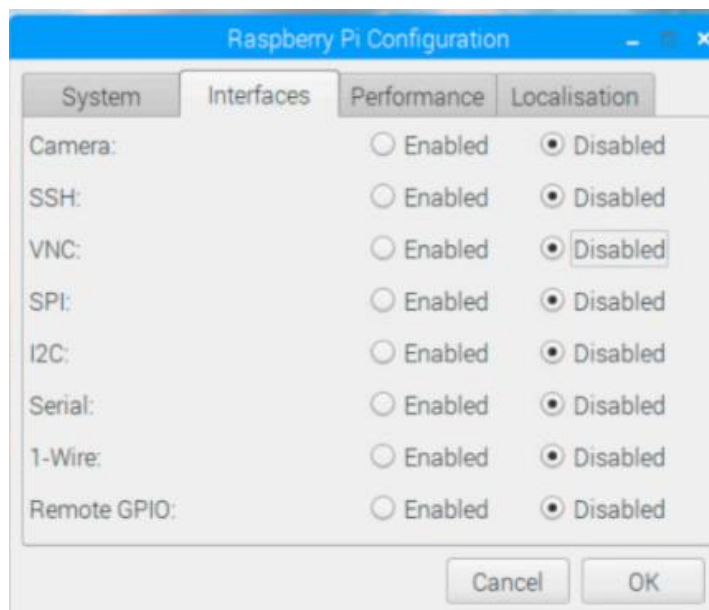 Raspberry Pi Configuration
System Interfaces Performance Localisation
Camera: Enabled Disabled
SSH: Enabled Disabled
VNC: Enabled Disabled
SPI: Enabled Disabled
I2C: Enabled Disabled
Serial: Enabled Disabled
1-Wire: Enabled Disabled
Remote GPIO: Enabled Disabled
Cancel OK